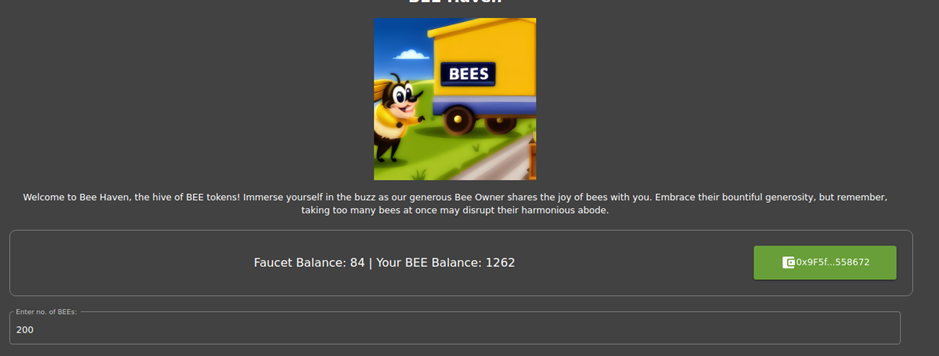 BEE Haven
BEES
Welcome to Bee Haven, the hive of BEE tokens! Immerse yourself in the buzz as our generous Bee Owner shares the joy of bees with you. Embrace their bountiful generosity, but remember,
taking too many bees at once may disrupt their harmonious abode.
Faucet Balance: 84 | Your BEE Balance: 1262
0x9F5f...558672
Enter no. of BEEs:
200